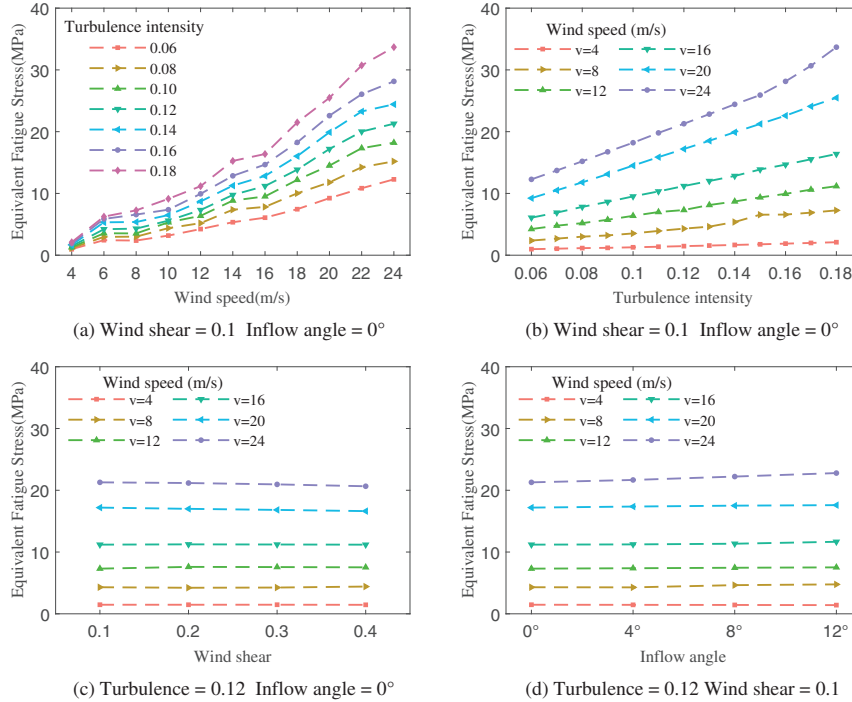 Equivalent Fatigue Stress(MPa)
40
30
20
10
0
Turbulence intensity
0.06
0.08
0.10
0.12
0.14
0.16
0.18
4 6 8 10 12 14 16 18 20 22 24
Wind speed(m/s)
(a) Wind shear = 0.1 Inflow angle = 0°
Equivalent Fatigue Stress(MPa)
40
30
20
10
0
Wind speed (m/s)
v=4 v=16
v=8 v=20
v=12 v=24
0.06 0.08 0.1 0.12 0.14 0.16 0.18
Turbulence intensity
(b) Wind shear = 0.1 Inflow angle = 0°
Equivalent Fatigue Stress(MPa)
40
30
20
10
0
Wind speed (m/s)
v=4 v=16
v=8 v=20
v=12 v=24
0.1 0.2 0.3 0.4
Wind shear
(c) Turbulence = 0.12 Inflow angle = 0°
Equivalent Fatigue Stress(MPa)
40
30
20
10
0
Wind speed (m/s)
v=4 v=16
v=8 v=20
v=12 v=24
0° 4° 8° 12°
Inflow angle
(d) Turbulence = 0.12 Wind shear = 0.1